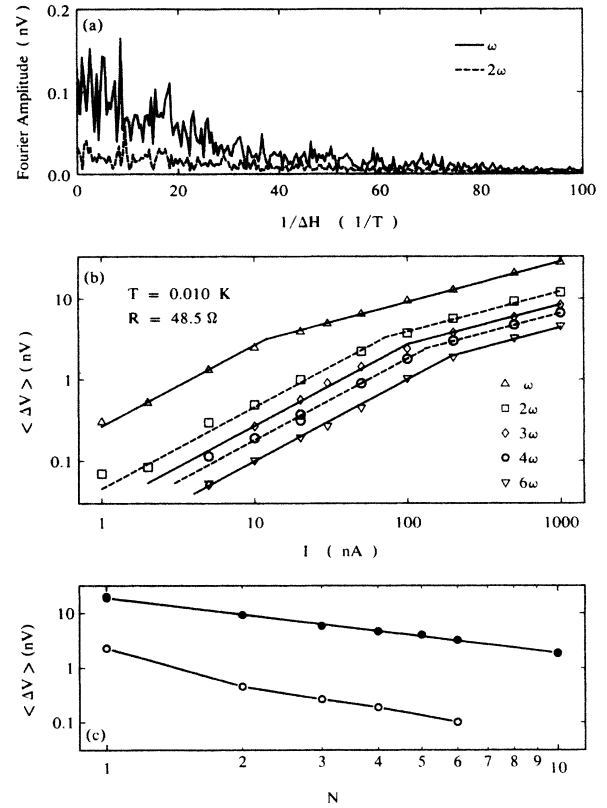 0.2
(a)
ω
2ω
0.1
0.0
Fourier Amplitude ( nV )
0 20 40 60 80 100
1/ΔH ( 1/T )
(b)
T = 0.010 K
R = 48.5 Ω
10
1
0.1
< ΔV > ( nV )
ω
2ω
3ω
4ω
6ω
1 10 100 1000
I ( nA )
10
1
0.1
< ΔV > (nV)
(c)
1 2 3 4 5 6 7 8 9 10
N